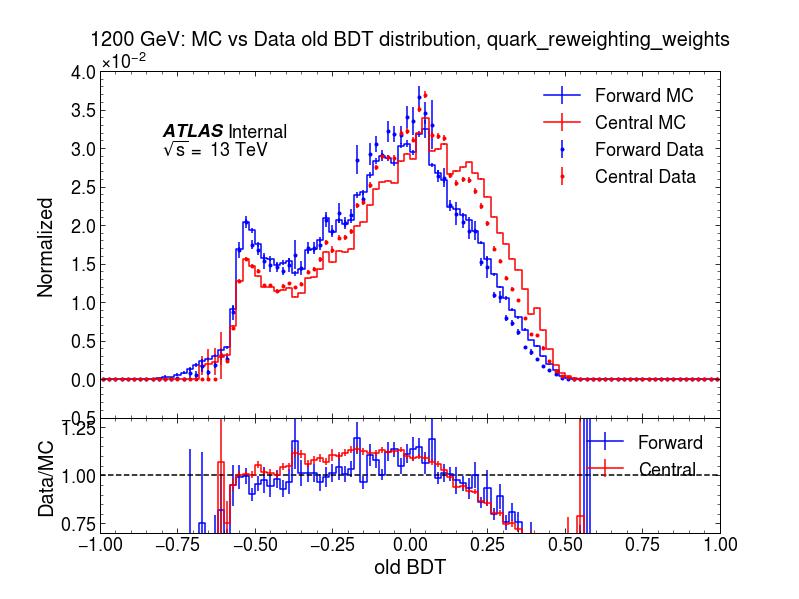 1200 GeV: MC vs Data old BDT distribution, quark_reweighting_weights
×10⁻²
4.0
3.5
3.0
2.5
2.0
1.5
1.0
0.5
0.0
Normalized
ATLAS Internal
√s = 13 TeV
Forward MC
Central MC
Forward Data
Central Data
1.25
1.00
0.75
Data/MC
Forward
Central
−1.00 −0.75 −0.50 −0.25 0.00 0.25 0.50 0.75 1.00
old BDT